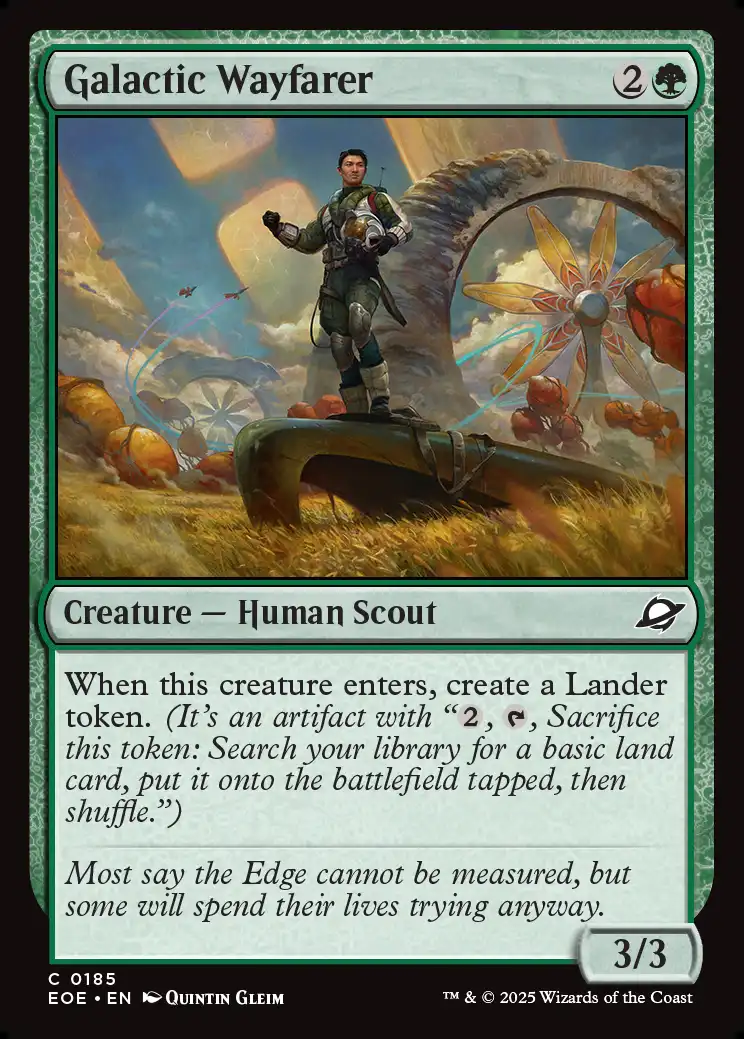 Galactic Wayfarer 2
Creature — Human Scout
When this creature enters, create a Lander
token. (It's an artifact with “2, , Sacrifice
this token: Search your library for a basic land
card, put it onto the battlefield tapped, then
shuffle.”)
Most say the Edge cannot be measured, but
some will spend their lives trying anyway.
3/3
C 0185
EOE • EN Quintin Gleim
™ & © 2025 Wizards of the Coast